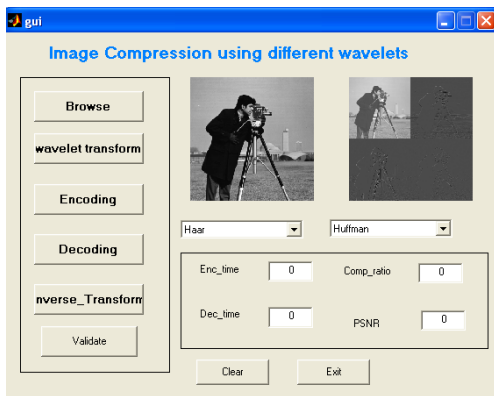 gui
Image Compression using different wavelets
Browse
wavelet transform
Encoding
Decoding
nverse_Transform
Validate
Haar
Huffman
Enc_time 0 Comp_ratio 0
Dec_time 0 PSNR 0
Clear Exit